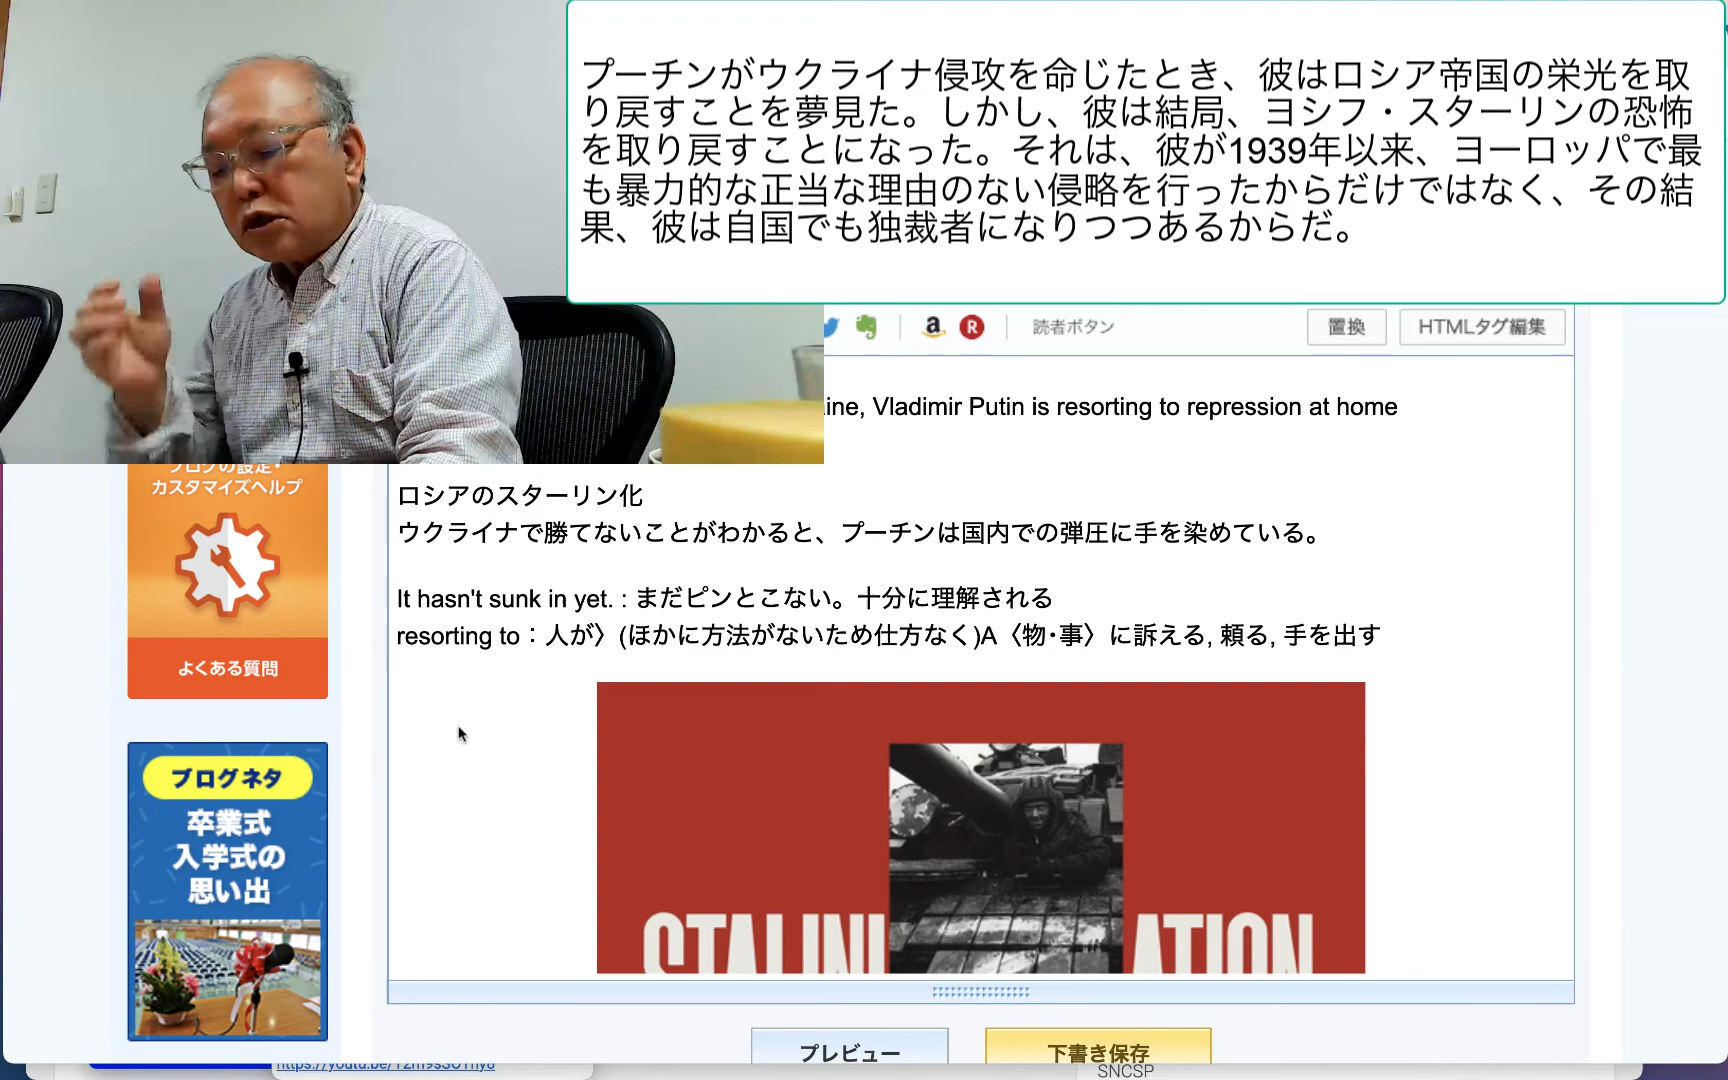 プーチンがウクライナ侵攻を命じたとき、彼はロシア帝国の栄光を取
り戻すことを夢見た。しかし、彼は結局、ヨシフ・スターリンの恐怖
を取り戻すことになった。それは、彼が1939年以来、ヨーロッパで最
も暴力的な正当な理由のない侵略を行ったからだけではなく、その結
果、彼は自国でも独裁者になりつつあるからだ。
a R 読者ボタン 置換 HTMLタグ編集
ine, Vladimir Putin is resorting to repression at home
ブログの設定・
カスタマイズヘルプ
よくある質問
ロシアのスターリン化
ウクライナで勝てないことがわかると、プーチンは国内での弾圧に手を染めている。
It hasn't sunk in yet. : まだピンとこない。十分に理解される
resorting to：人が〉(ほかに方法がないため仕方なく)A〈物・事〉に訴える, 頼る, 手を出す
ブログネタ
卒業式
入学式の
思い出
STALINI ATION
プレビュー 下書き保存
SNCSP